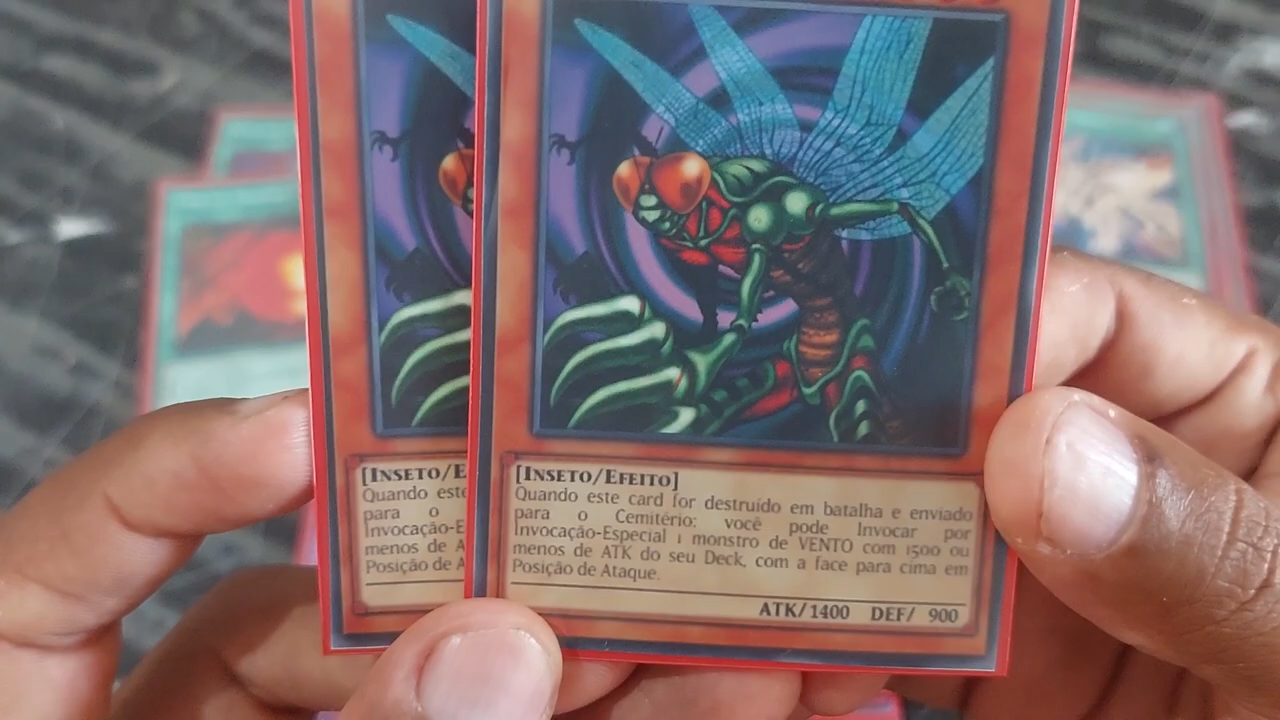 [INSETO/E
Quando este
para o
Invocação-E
menos de A
Posição de A
[INSETO/EFEITO]
Quando este card for destruído em batalha e enviado
para o Cemitério: você pode Invocar por
Invocação-Especial 1 monstro de VENTO com 1500 ou
menos de ATK do seu Deck, com a face para cima em
Posição de Ataque.
ATK/1400 DEF/ 900